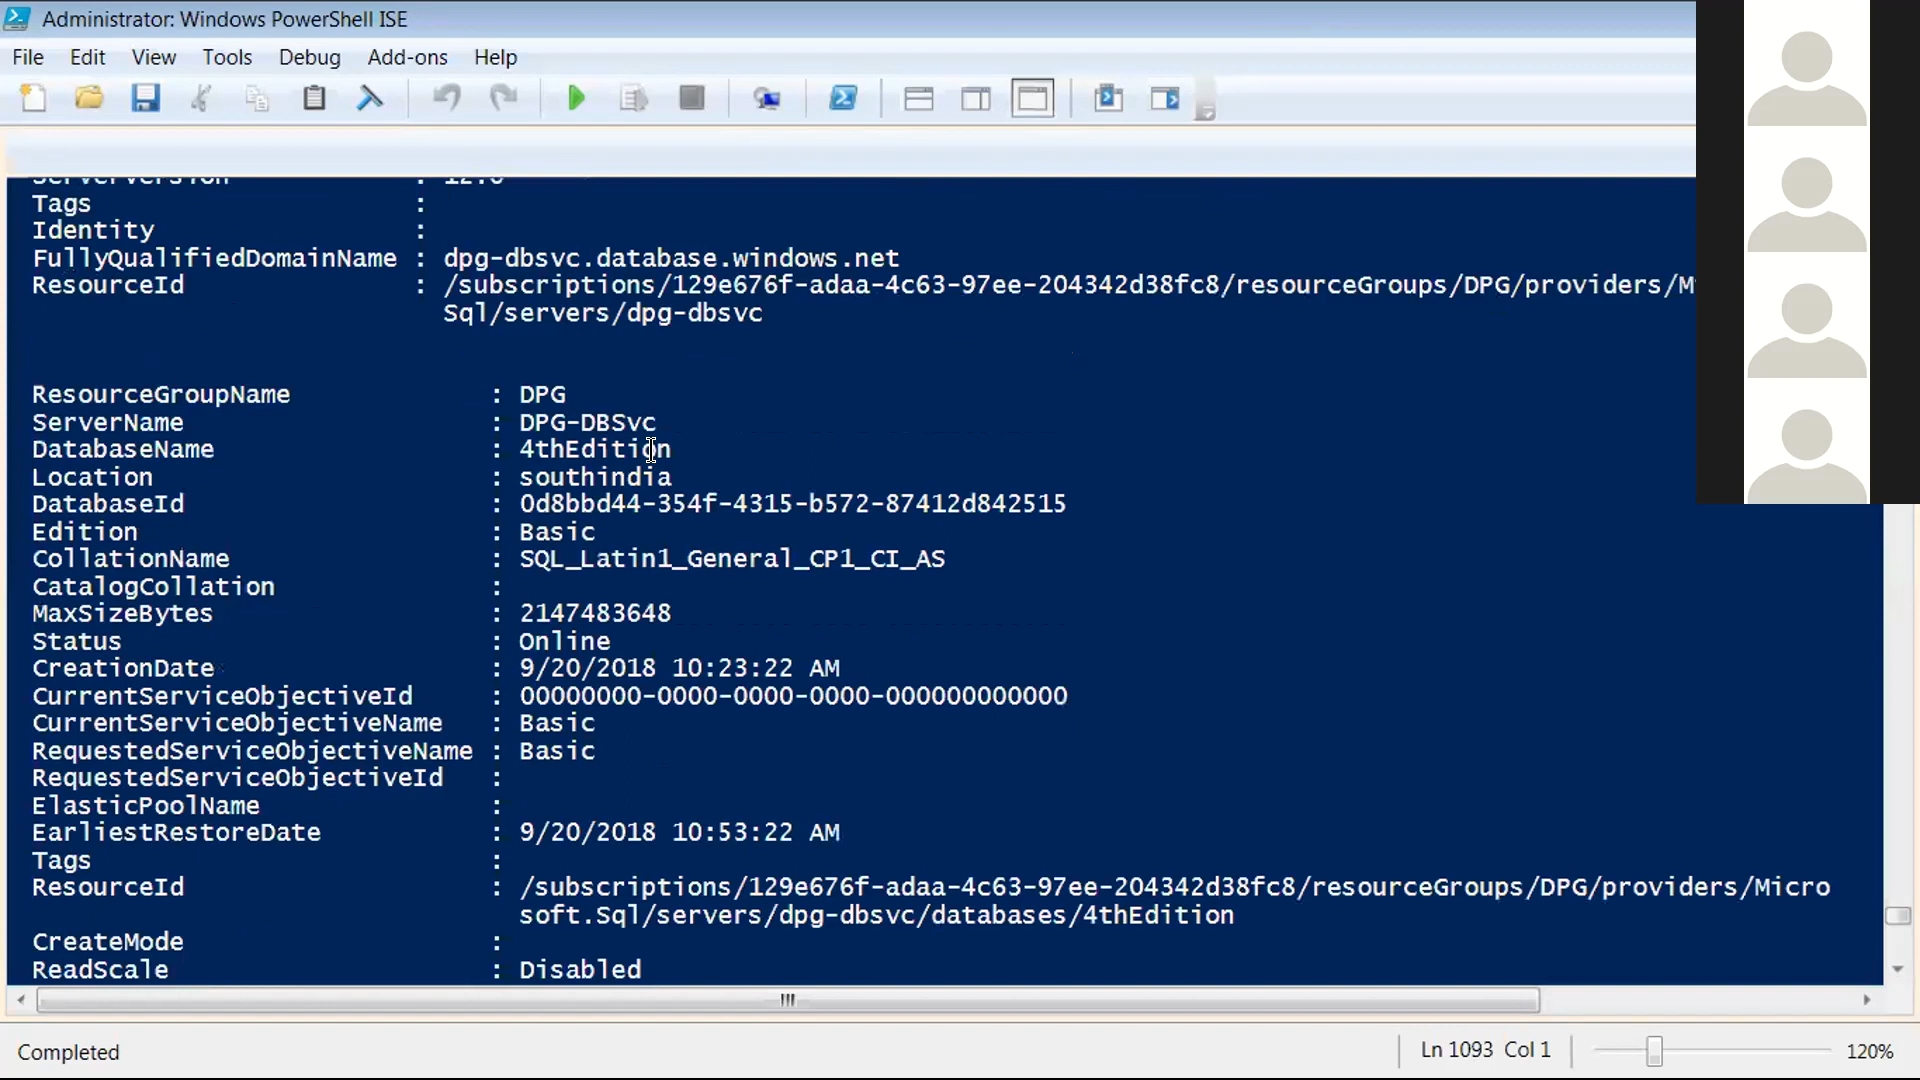 Administrator: Windows PowerShell ISE
File Edit View Tools Debug Add-ons Help
ServerVersion : 12.0
Tags :
Identity :
FullyQualifiedDomainName : dpg-dbsvc.database.windows.net
ResourceId : /subscriptions/129e676f-adaa-4c63-97ee-204342d38fc8/resourceGroups/DPG/providers/M
Sql/servers/dpg-dbsvc
ResourceGroupName : DPG
ServerName : DPG-DBSvc
DatabaseName : 4thEdition
Location : southindia
DatabaseId : 0d8bbd44-354f-4315-b572-87412d842515
Edition : Basic
CollationName : SQL_Latin1_General_CP1_CI_AS
CatalogCollation :
MaxSizeBytes : 2147483648
Status : Online
CreationDate : 9/20/2018 10:23:22 AM
CurrentServiceObjectiveId : 00000000-0000-0000-0000-000000000000
CurrentServiceObjectiveName : Basic
RequestedServiceObjectiveName : Basic
RequestedServiceObjectiveId :
ElasticPoolName :
EarliestRestoreDate : 9/20/2018 10:53:22 AM
Tags :
ResourceId : /subscriptions/129e676f-adaa-4c63-97ee-204342d38fc8/resourceGroups/DPG/providers/Micro
soft.Sql/servers/dpg-dbsvc/databases/4thEdition
CreateMode :
ReadScale : Disabled
Completed
Ln 1093 Col 1
120%